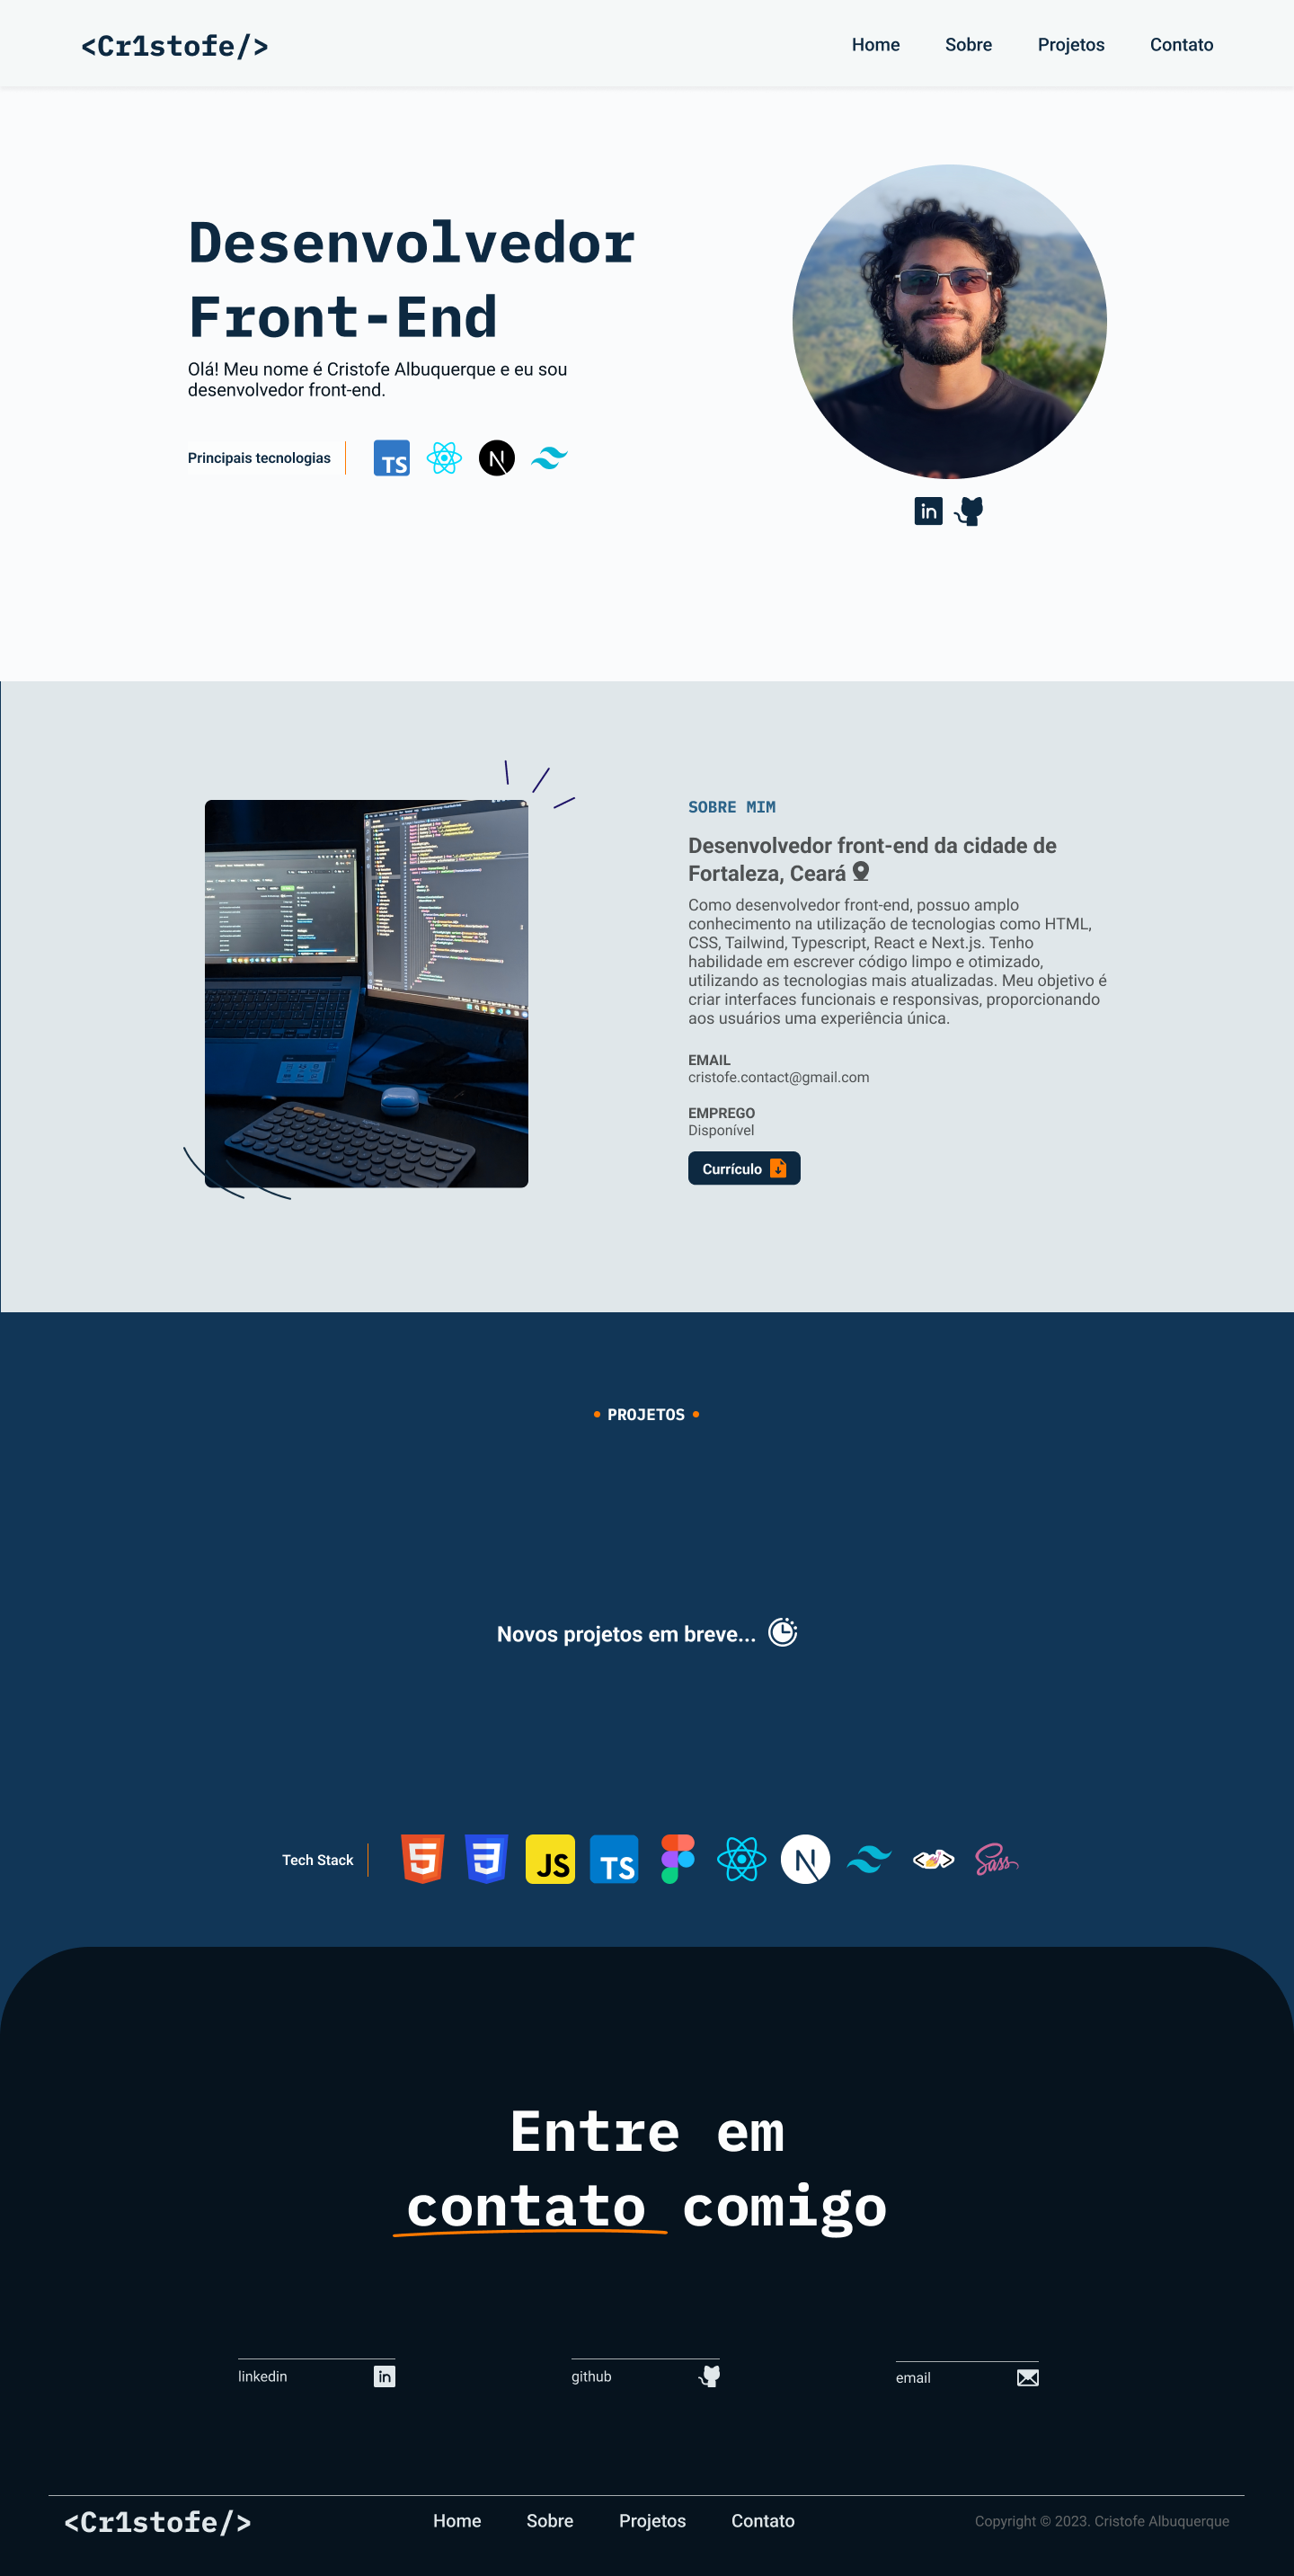 <Cr1stofe/>
Home Sobre Projetos Contato
Desenvolvedor
Front-End
Olá! Meu nome é Cristofe Albuquerque e eu sou
desenvolvedor front-end.
Principais tecnologias
TS
N
in
SOBRE MIM
Desenvolvedor front-end da cidade de
Fortaleza, Ceará
Como desenvolvedor front-end, possuo amplo
conhecimento na utilização de tecnologias como HTML,
CSS, Tailwind, Typescript, React e Next.js. Tenho
habilidade em escrever código limpo e otimizado,
utilizando as tecnologias mais atualizadas. Meu objetivo é
criar interfaces funcionais e responsivas, proporcionando
aos usuários uma experiência única.
EMAIL
cristofe.contact@gmail.com
EMPREGO
Disponível
Currículo
PROJETOS
Novos projetos em breve...
Tech Stack
5 3 JS TS N Sass
Entre em
contato comigo
linkedin in
github
email
<Cr1stofe/>
Home Sobre Projetos Contato
Copyright © 2023. Cristofe Albuquerque